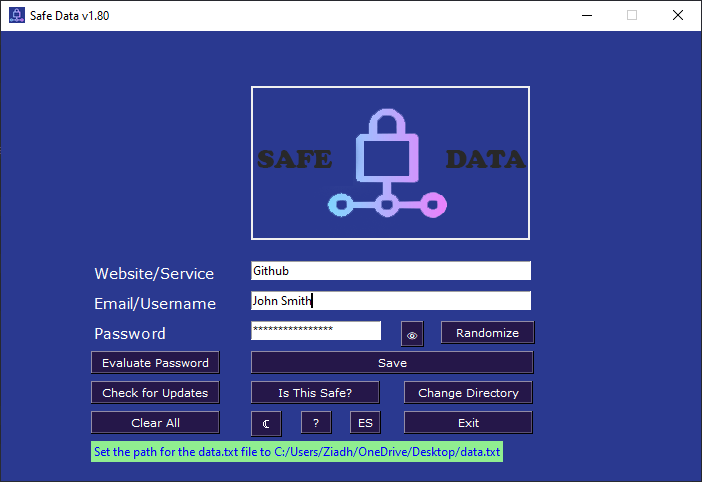 Safe Data v1.80
SAFE DATA
Website/Service Github
Email/Username John Smith
Password **************** Randomize
Evaluate Password Save
Check for Updates Is This Safe? Change Directory
Clear All ☾ ? ES Exit
Set the path for the data.txt file to C:/Users/Ziadh/OneDrive/Desktop/data.txt